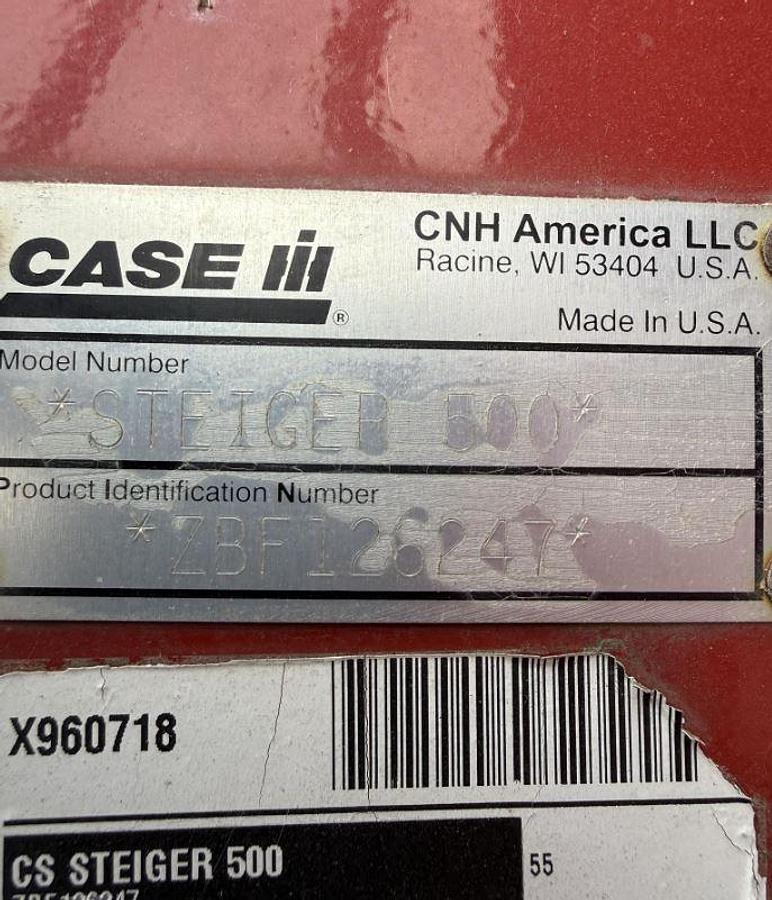 CASE IH
®
CNH America LLC
Racine, WI 53404 U.S.A.
Made In U.S.A.
Model Number
*STEIGER 500*
Product Identification Number
*ZBF126247*
X960718
CS STEIGER 500
55
ZBF126247